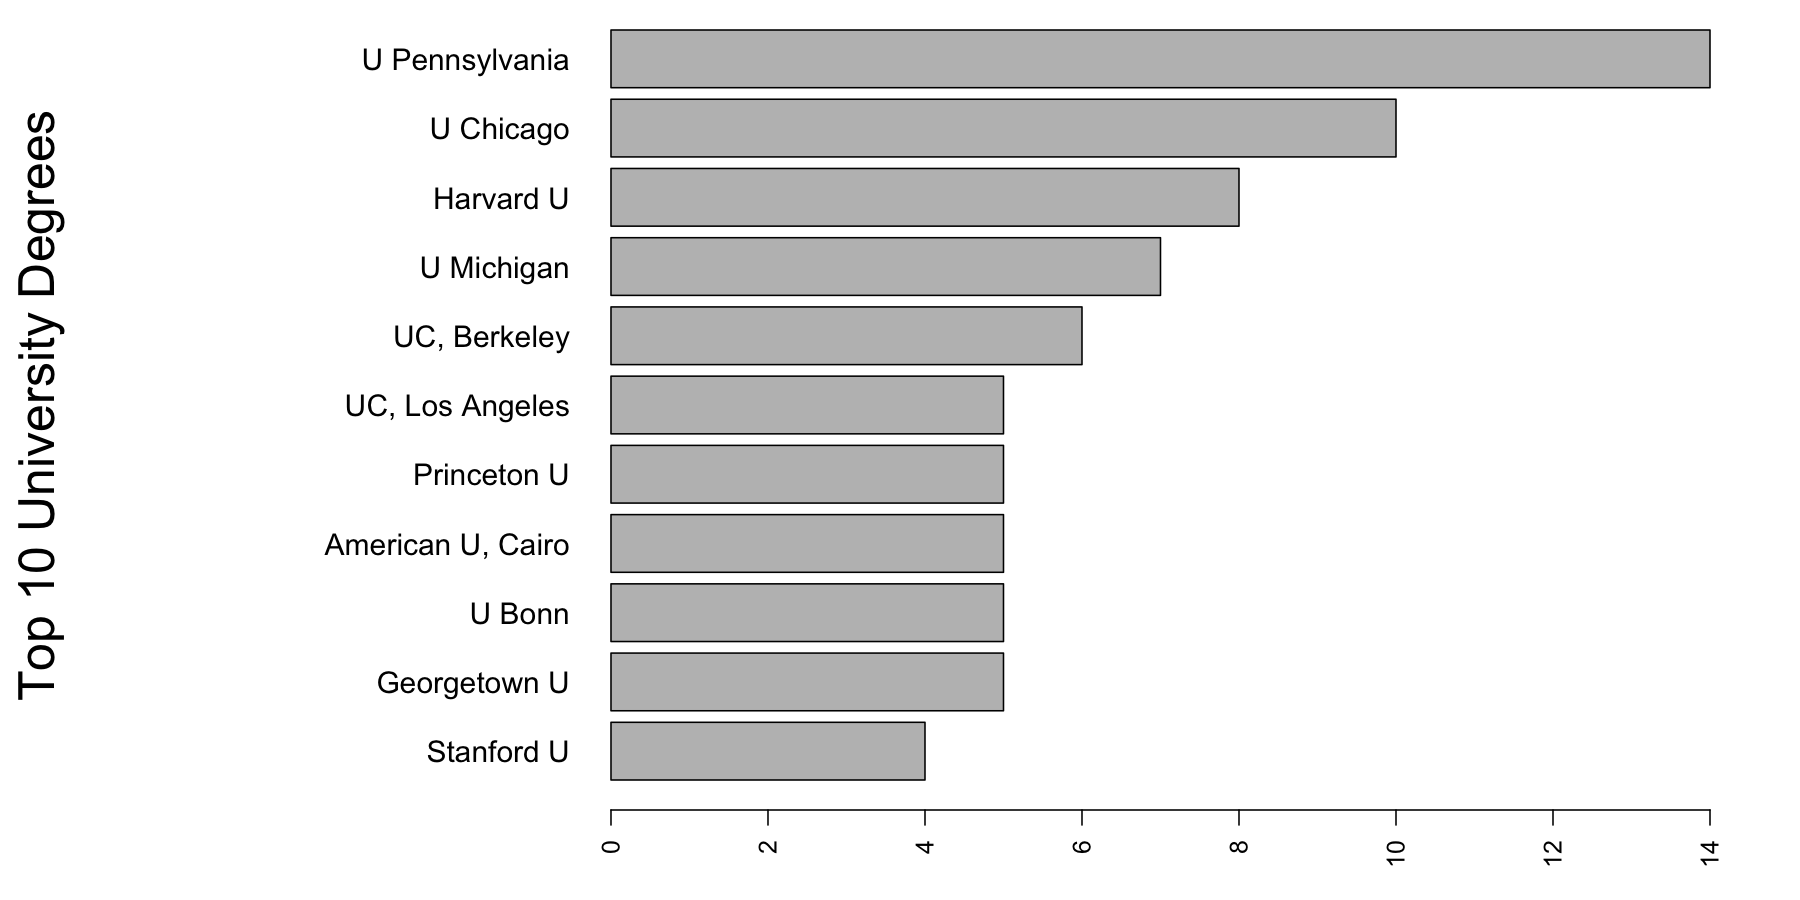 Top 10 University Degrees
U Pennsylvania
U Chicago
Harvard U
U Michigan
UC, Berkeley
UC, Los Angeles
Princeton U
American U, Cairo
U Bonn
Georgetown U
Stanford U
0 2 4 6 8 10 12 14